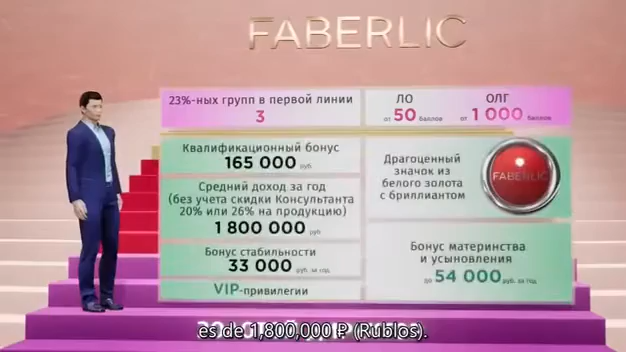 FABERLIC
23%-ных групп в первой линии
3
ЛО
от 50 баллов
ОЛГ
от 1 000 баллов
Квалификационный бонус
165 000 руб.
Средний доход за год
(без учета скидки Консультанта
20% или 26% на продукцию)
1 800 000 руб.
Бонус стабильности
33 000 руб. за год
VIP-привилегии
Драгоценный
значок из
белого золота
с бриллиантом
FABERLIC
Бонус материнства
и усыновления
до 54 000 руб. за год
es de 1,800,000 ₽ (Rublos).